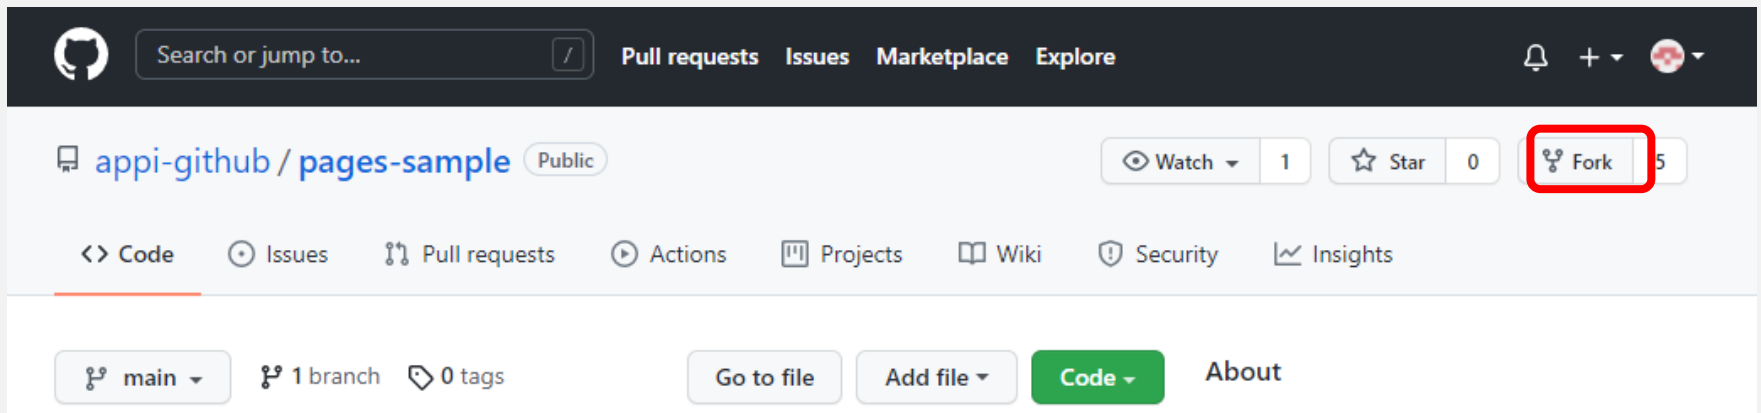 Search or jump to... / Pull requests Issues Marketplace Explore
appi-github / pages-sample Public Watch 1 Star 0 Fork 5
Code Issues Pull requests Actions Projects Wiki Security Insights
main 1 branch 0 tags Go to file Add file Code About